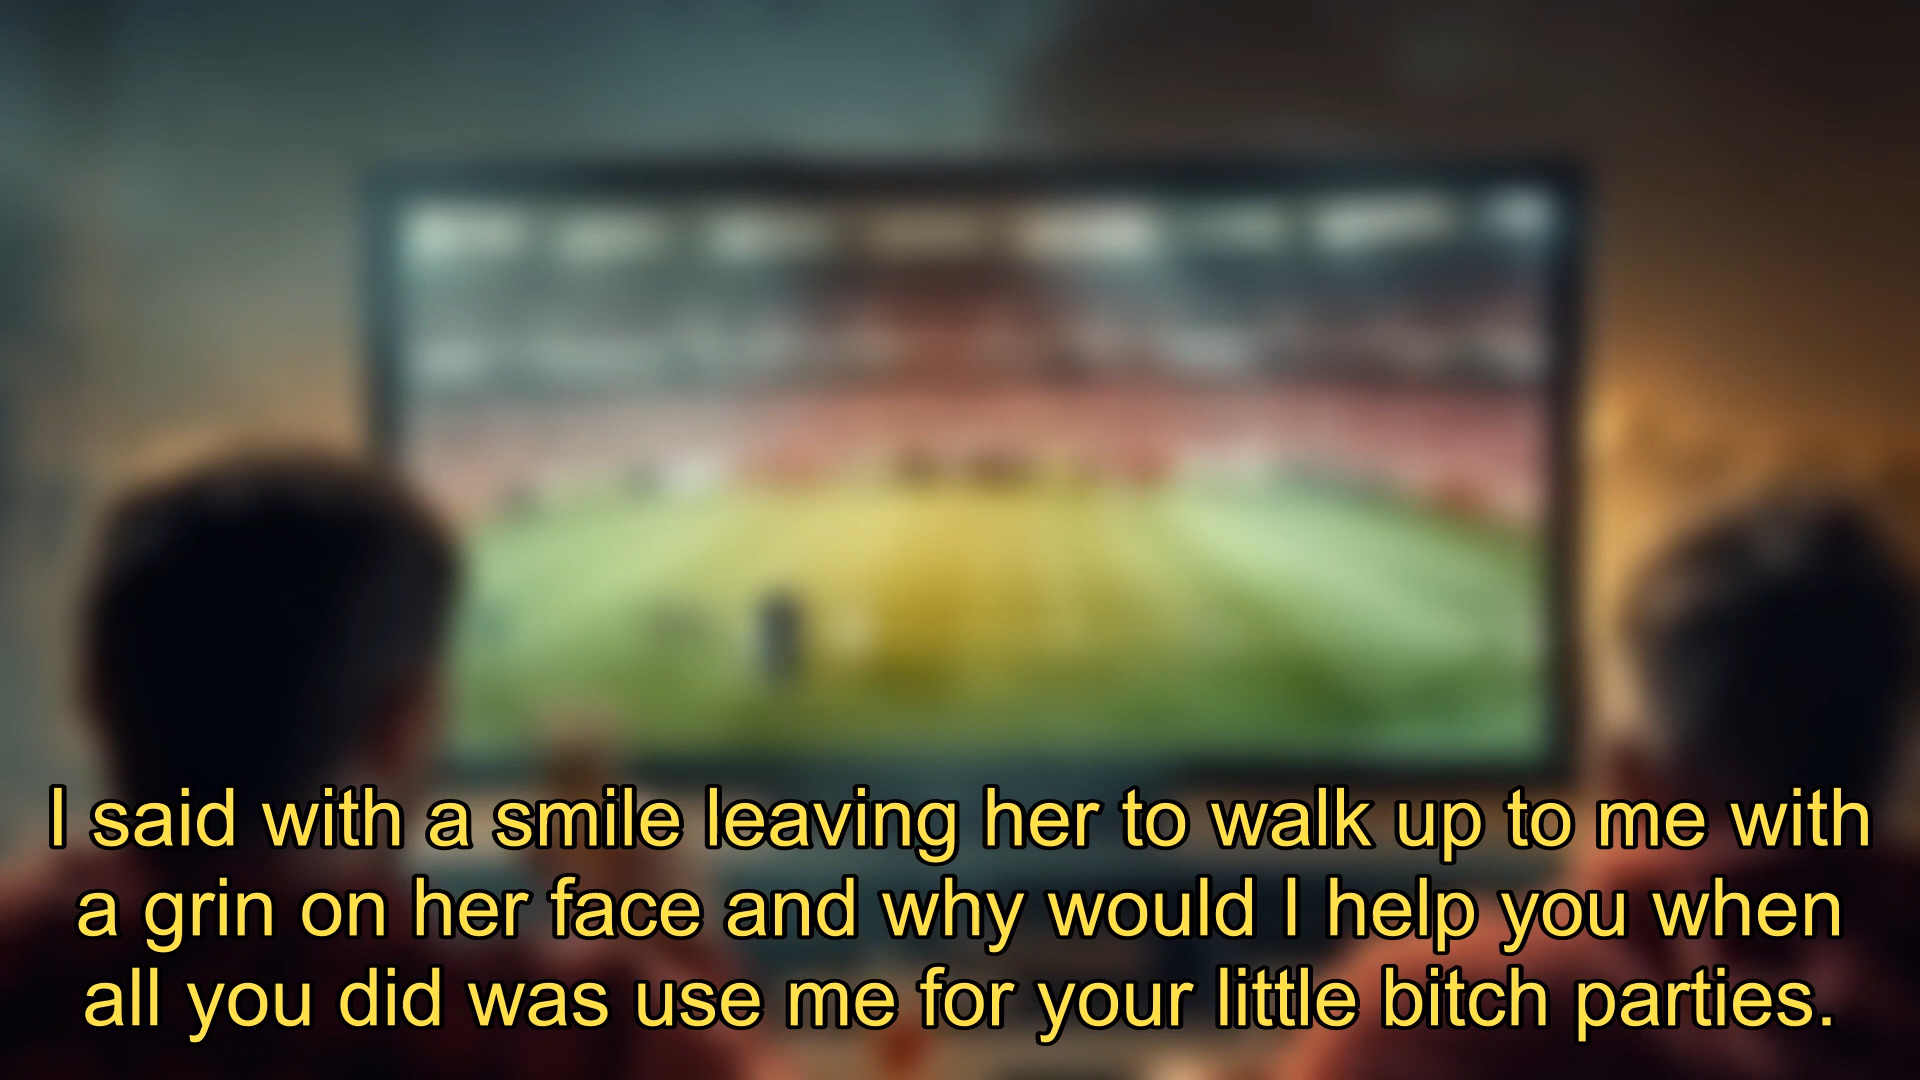 I said with a smile leaving her to walk up to me with
a grin on her face and why would I help you when
all you did was use me for your little bitch parties.